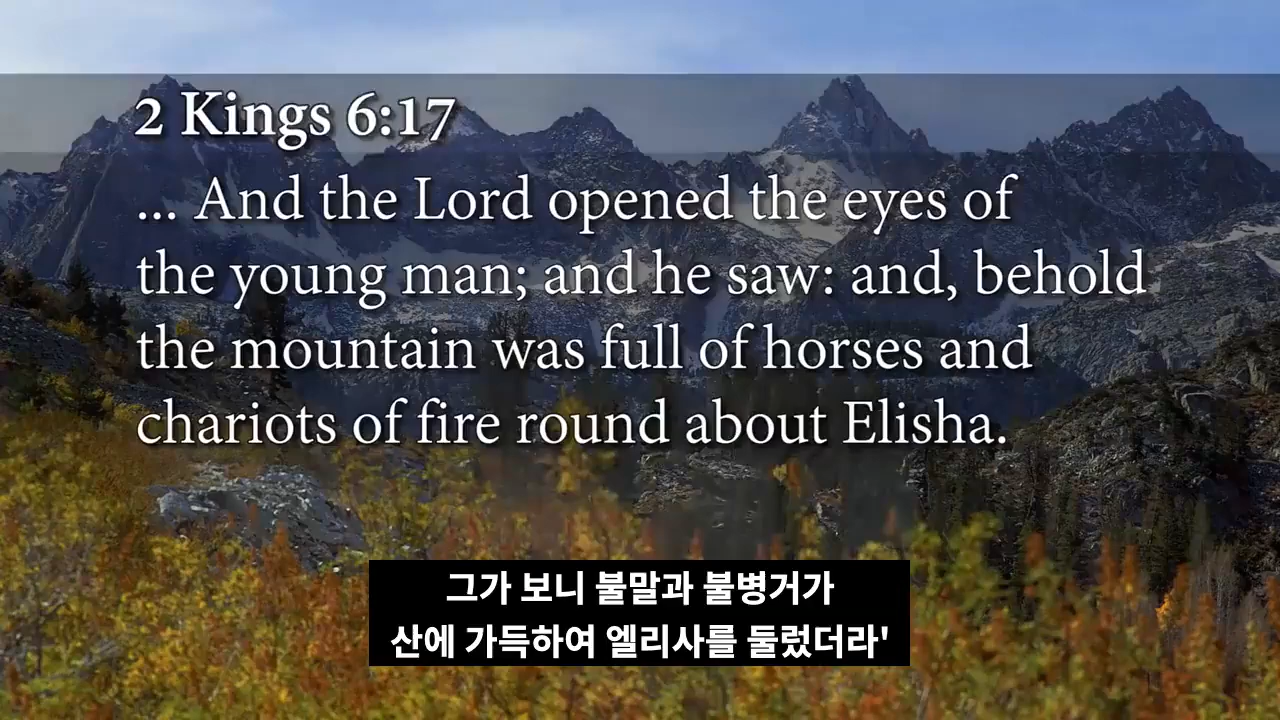 2 Kings 6:17
... And the Lord opened the eyes of
the young man; and he saw: and, behold
the mountain was full of horses and
chariots of fire round about Elisha.
그가 보니 불말과 불병거가
산에 가득하여 엘리사를 둘렀더라'